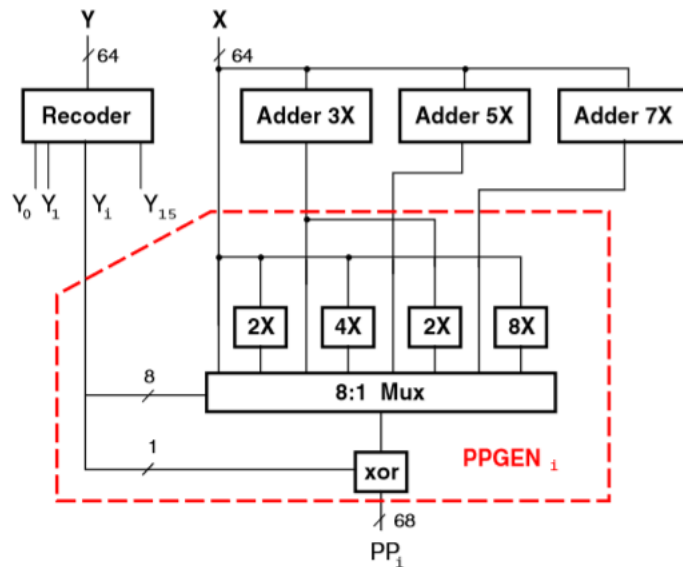 Y X
64 64
Recoder Adder 3X Adder 5X Adder 7X
Y0 Y1 Yi Y15
2X 4X 2X 8X
8
8:1 Mux
1
xor PPGEN i
68
PPi